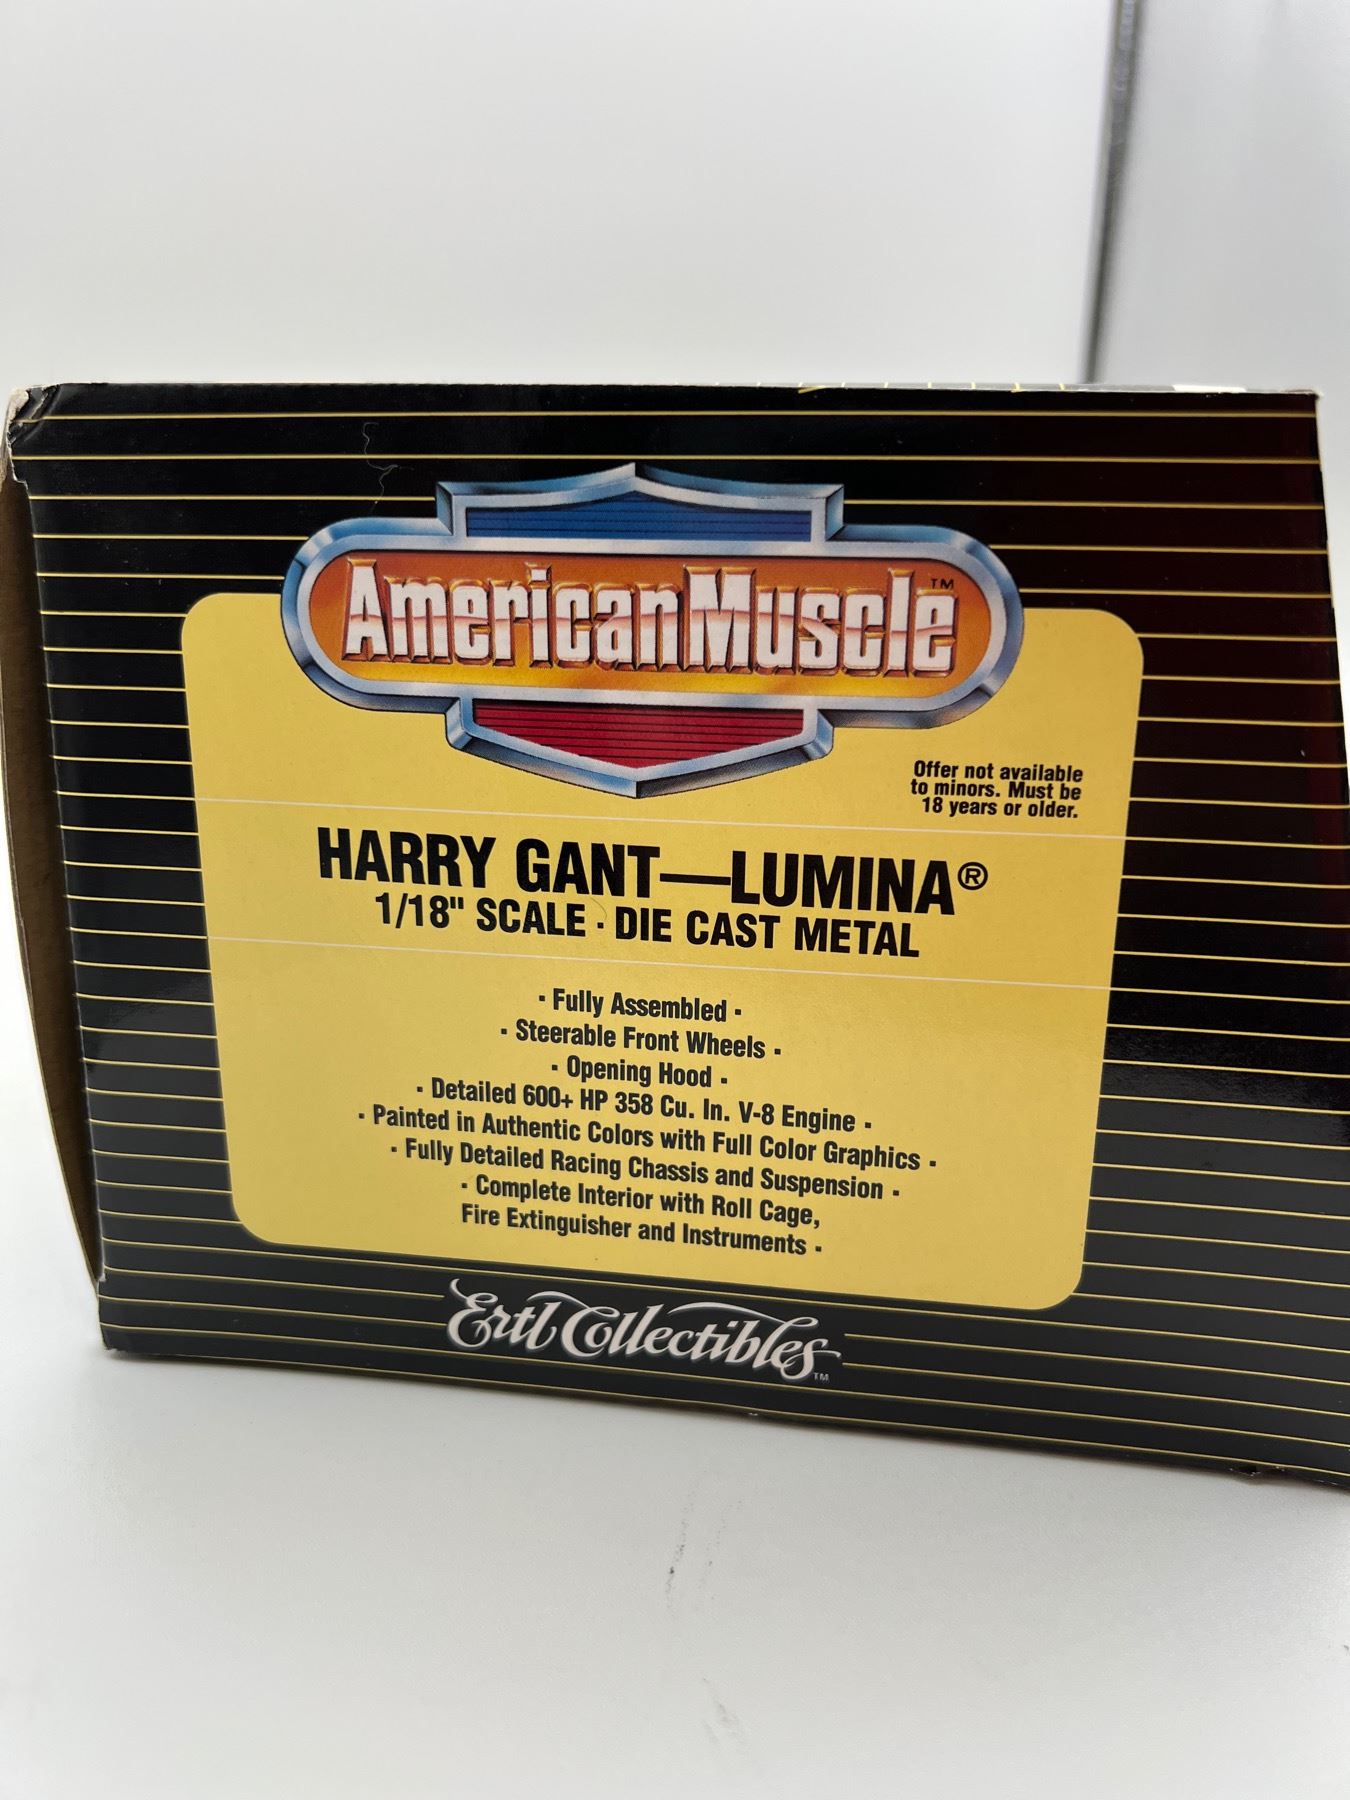 AmericanMuscle™
Offer not available
to minors. Must be
18 years or older.
HARRY GANT—LUMINA®
1/18" SCALE · DIE CAST METAL
· Fully Assembled ·
· Steerable Front Wheels ·
· Opening Hood ·
· Detailed 600+ HP 358 Cu. In. V-8 Engine ·
· Painted in Authentic Colors with Full Color Graphics ·
· Fully Detailed Racing Chassis and Suspension ·
· Complete Interior with Roll Cage,
Fire Extinguisher and Instruments ·
Ertl Collectibles™